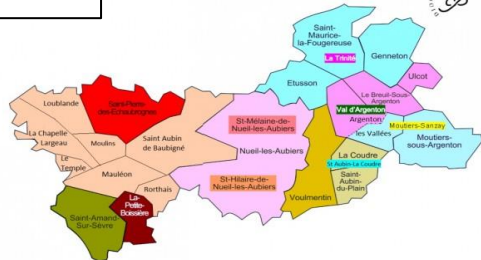 Saint-
Maurice-
la-Fougereuse
La Trinité
Genneton
Etusson
Ulcot
Le Breuil-Sous-
Argenton
Val d'Argenton
Argenton
les Vallées
Moutiers-Sanzay
Moutiers-
sous-Argenton
Loublande
Saint-Pierre-
des-Echaubrognes
La Chapelle
Largeau
Moulins
Saint Aubin
de Baubigné
Le
Temple
Mauléon
Rorthais
St-Mélaine-de-
Nueil-les-Aubiers
Nueil-les-Aubiers
St-Hilaire-de-
Nueil-les-Aubiers
La Coudre
St Aubin-La Coudre
Saint-
Aubin-
du-Plain
Voulmentin
La-
Petite-
Boissière
Saint-Amand-
Sur-Sèvre